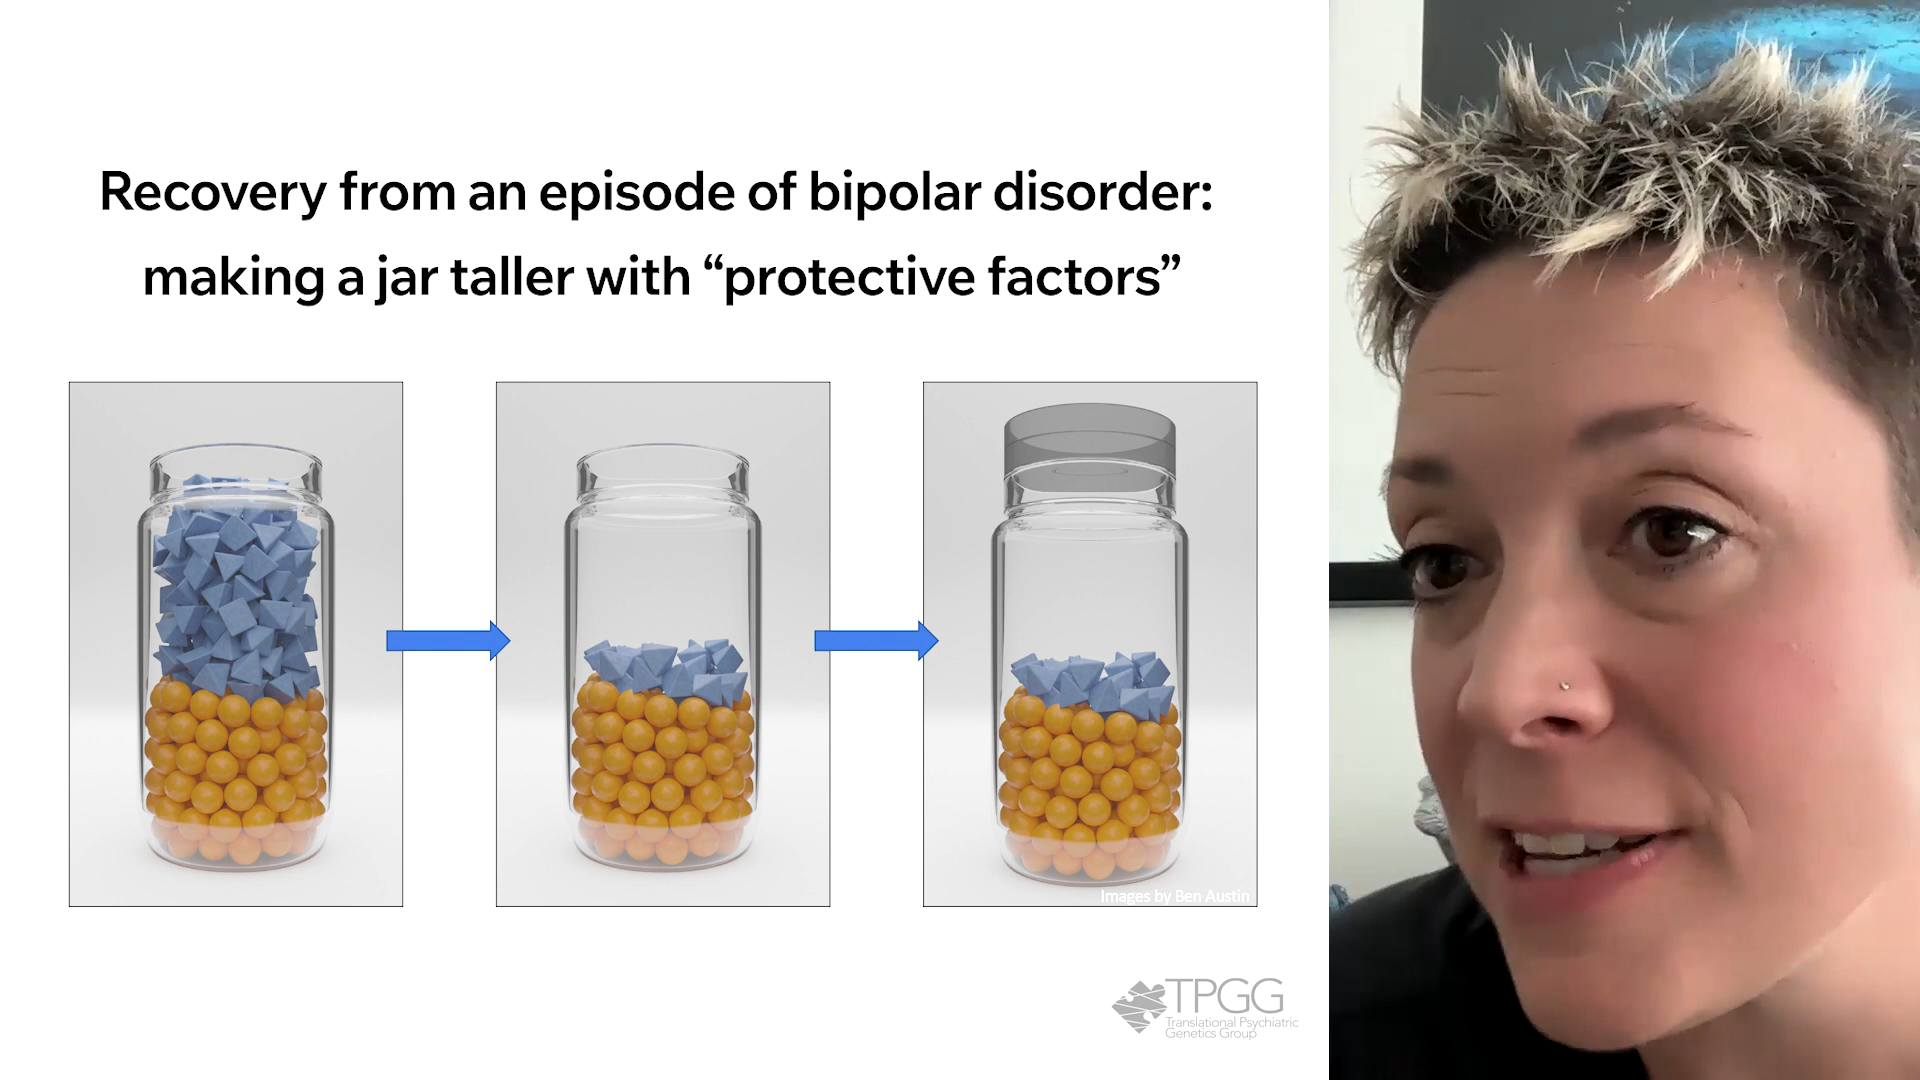 Recovery from an episode of bipolar disorder:
making a jar taller with “protective factors”
Images by Ben Austin
TPGG
Translational Psychiatric
Genetics Group